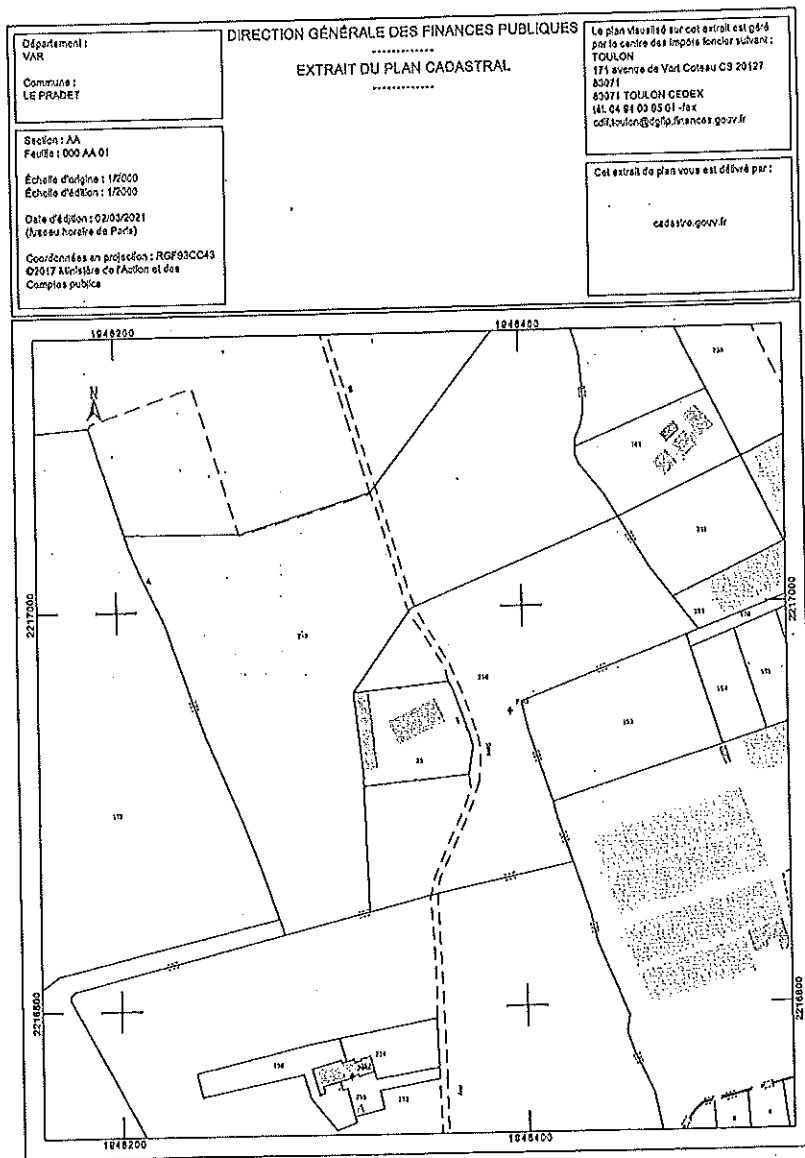 Département :
VAR
Commune :
LE PRADET
Section : AA
Feuille : 000 AA 01
Échelle d'origine : 1/2000
Échelle d'édition : 1/2000
Date d'édition : 02/03/2021
(fuseau horaire de Paris)
Coordonnées en projection : RGF93CC43
©2017 Ministère de l'Action et des
Comptes publics
DIRECTION GÉNÉRALE DES FINANCES PUBLIQUES
EXTRAIT DU PLAN CADASTRAL
Le plan visualisé sur cet extrait est géré
par le centre des impôts foncier suivant :
TOULON
171 avenue de Vert Coteau CS 20127
83071
83071 TOULON CEDEX
tél. 04 94 03 95 01 -fax
cdif.toulon@dgfip.finances.gouv.fr
Cet extrait de plan vous est délivré par :
cadastre.gouv.fr
1948200
1948400
N
2217000
2217000
2216800
2216800
1948200
1948400